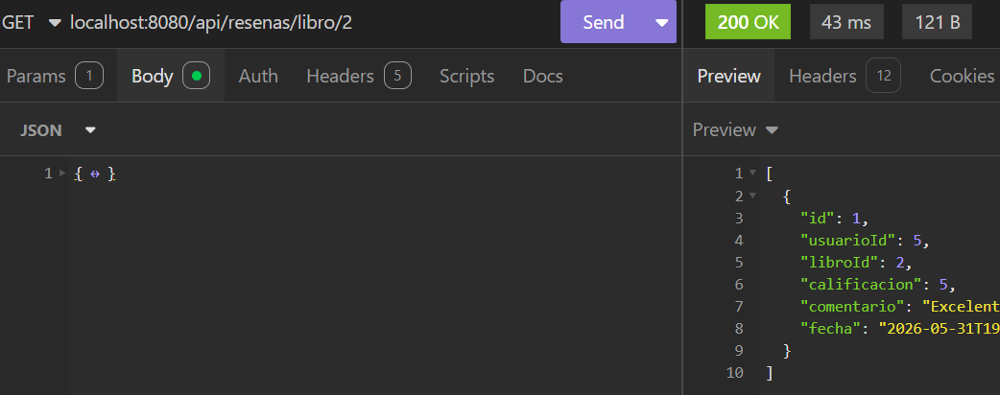 GET localhost:8080/api/resenas/libro/2 Send 200 OK 43 ms 121 B
Params 1 Body Auth Headers 5 Scripts Docs Preview Headers 12 Cookies
JSON Preview
1 { ↔ }
1 [
2 {
3 "id": 1,
4 "usuarioId": 5,
5 "libroId": 2,
6 "calificacion": 5,
7 "comentario": "Excelent
8 "fecha": "2026-05-31T19
9 }
10 ]